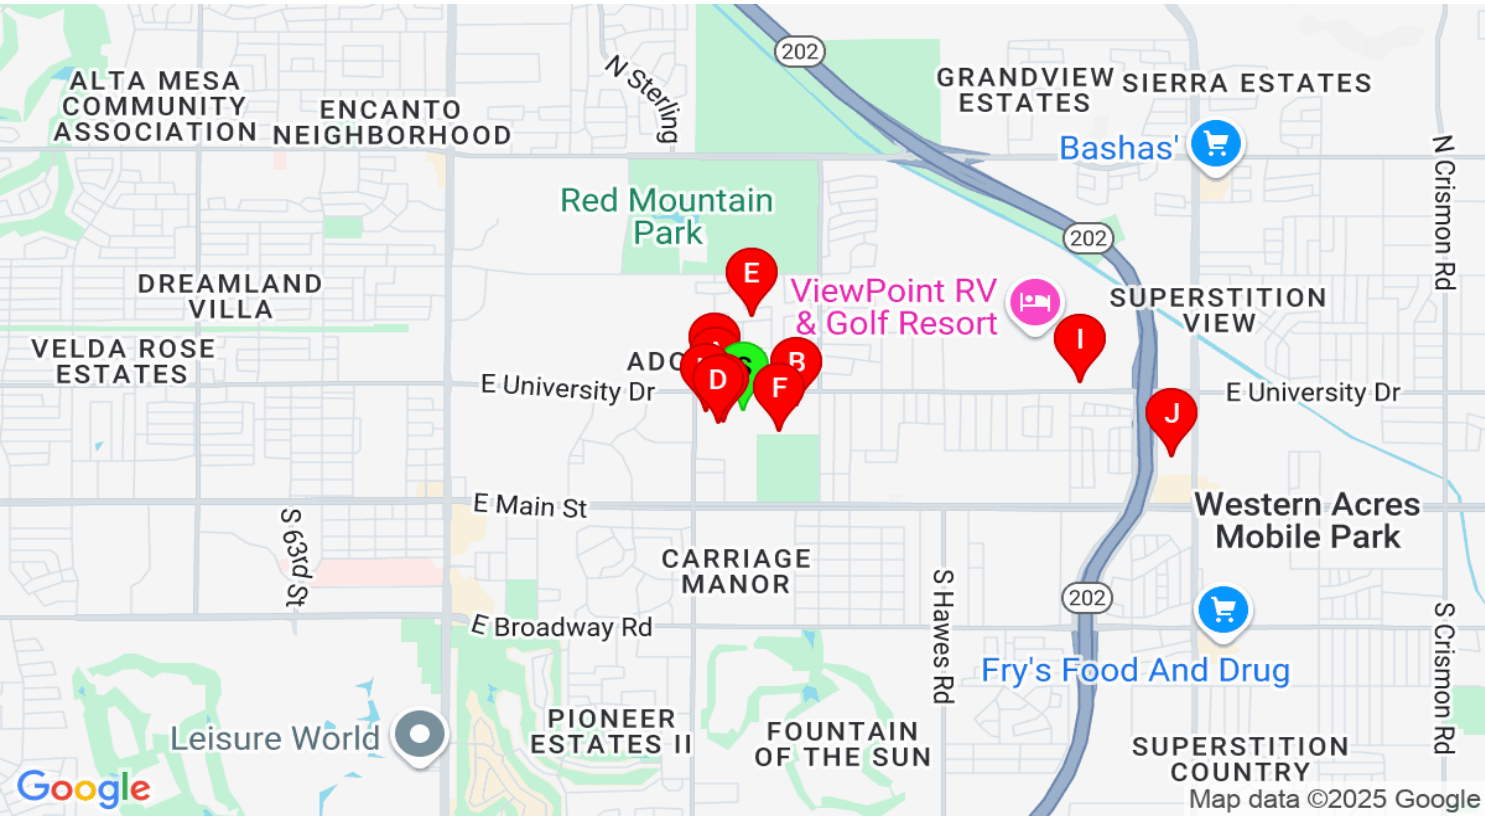 202
ALTA MESA
COMMUNITY
ASSOCIATION
ENCANTO
NEIGHBORHOOD
N Sterling
GRANDVIEW
ESTATES
SIERRA ESTATES
Bashas'
N Crismon Rd
Red Mountain
Park
202
DREAMLAND
VILLA
E
ViewPoint RV
& Golf Resort
SUPERSTITION
VIEW
VELDA ROSE
ESTATES
I
B
D
F
E University Dr
E University Dr
J
E Main St
Western Acres
Mobile Park
S 63rd St
CARRIAGE
MANOR
S Hawes Rd
202
E Broadway Rd
S Crismon Rd
Fry's Food And Drug
Leisure World
PIONEER
ESTATES II
FOUNTAIN
OF THE SUN
SUPERSTITION
COUNTRY
Google
Map data ©2025 Google